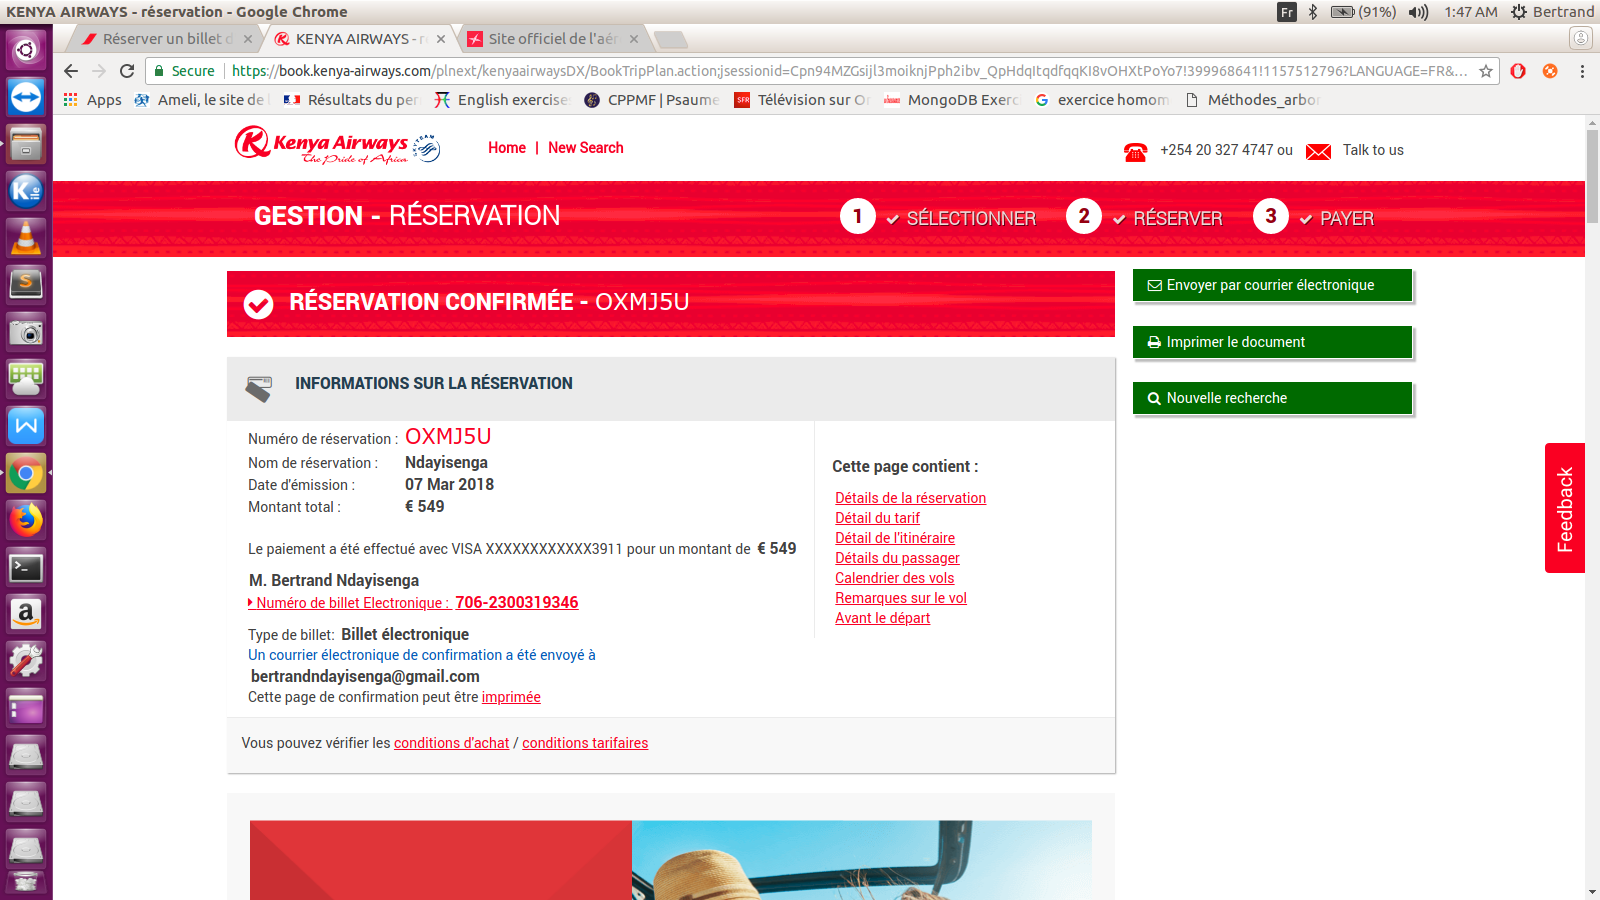 KENYA AIRWAYS - réservation - Google Chrome
Fr (91%) 1:47 AM Bertrand
Réserver un billet d
KENYA AIRWAYS - r
Site officiel de l'aér
Secure https://book.kenya-airways.com/plnext/kenyaairwaysDX/BookTripPlan.action;jsessionid=Cpn94MZGsijl3moiknjPph2ibv_QpHdqItqdfqqKI8vOHXtPoYo7!399968641!1157512796?LANGUAGE=FR&...
Apps Ameli, le site de l Résultats du per English exercises CPPMF | Psaume Télévision sur Or MongoDB Exerc exercice homom Méthodes_arbor
Kenya Airways
The Pride of Africa
SKYTEAM
Home | New Search
+254 20 327 4747 ou Talk to us
GESTION - RÉSERVATION
1 SÉLECTIONNER 2 RÉSERVER 3 PAYER
RÉSERVATION CONFIRMÉE - OXMJ5U
Envoyer par courrier électronique
Imprimer le document
Nouvelle recherche
INFORMATIONS SUR LA RÉSERVATION
Numéro de réservation : OXMJ5U
Nom de réservation : Ndayisenga
Date d'émission : 07 Mar 2018
Montant total : € 549
Le paiement a été effectué avec VISA XXXXXXXXXXXX3911 pour un montant de € 549
M. Bertrand Ndayisenga
Numéro de billet Electronique : 706-2300319346
Type de billet: Billet électronique
Un courrier électronique de confirmation a été envoyé à
bertrandndayisenga@gmail.com
Cette page de confirmation peut être imprimée
Cette page contient :
Détails de la réservation
Détail du tarif
Détail de l'itinéraire
Détails du passager
Calendrier des vols
Remarques sur le vol
Avant le départ
Vous pouvez vérifier les conditions d'achat / conditions tarifaires
Feedback